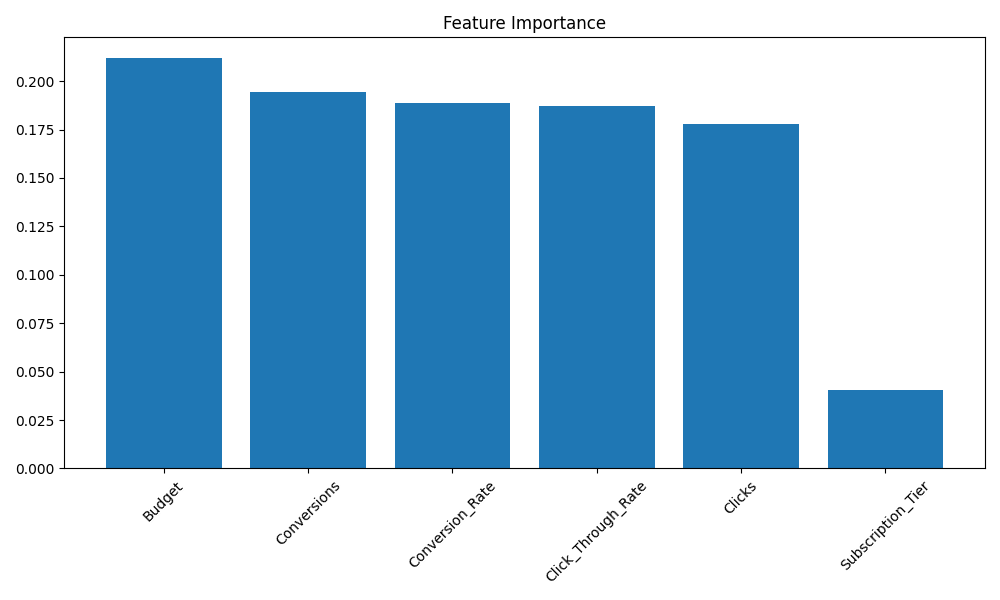 Feature Importance
0.200
0.175
0.150
0.125
0.100
0.075
0.050
0.025
0.000
Budget
Conversions
Conversion_Rate
Click_Through_Rate
Clicks
Subscription_Tier